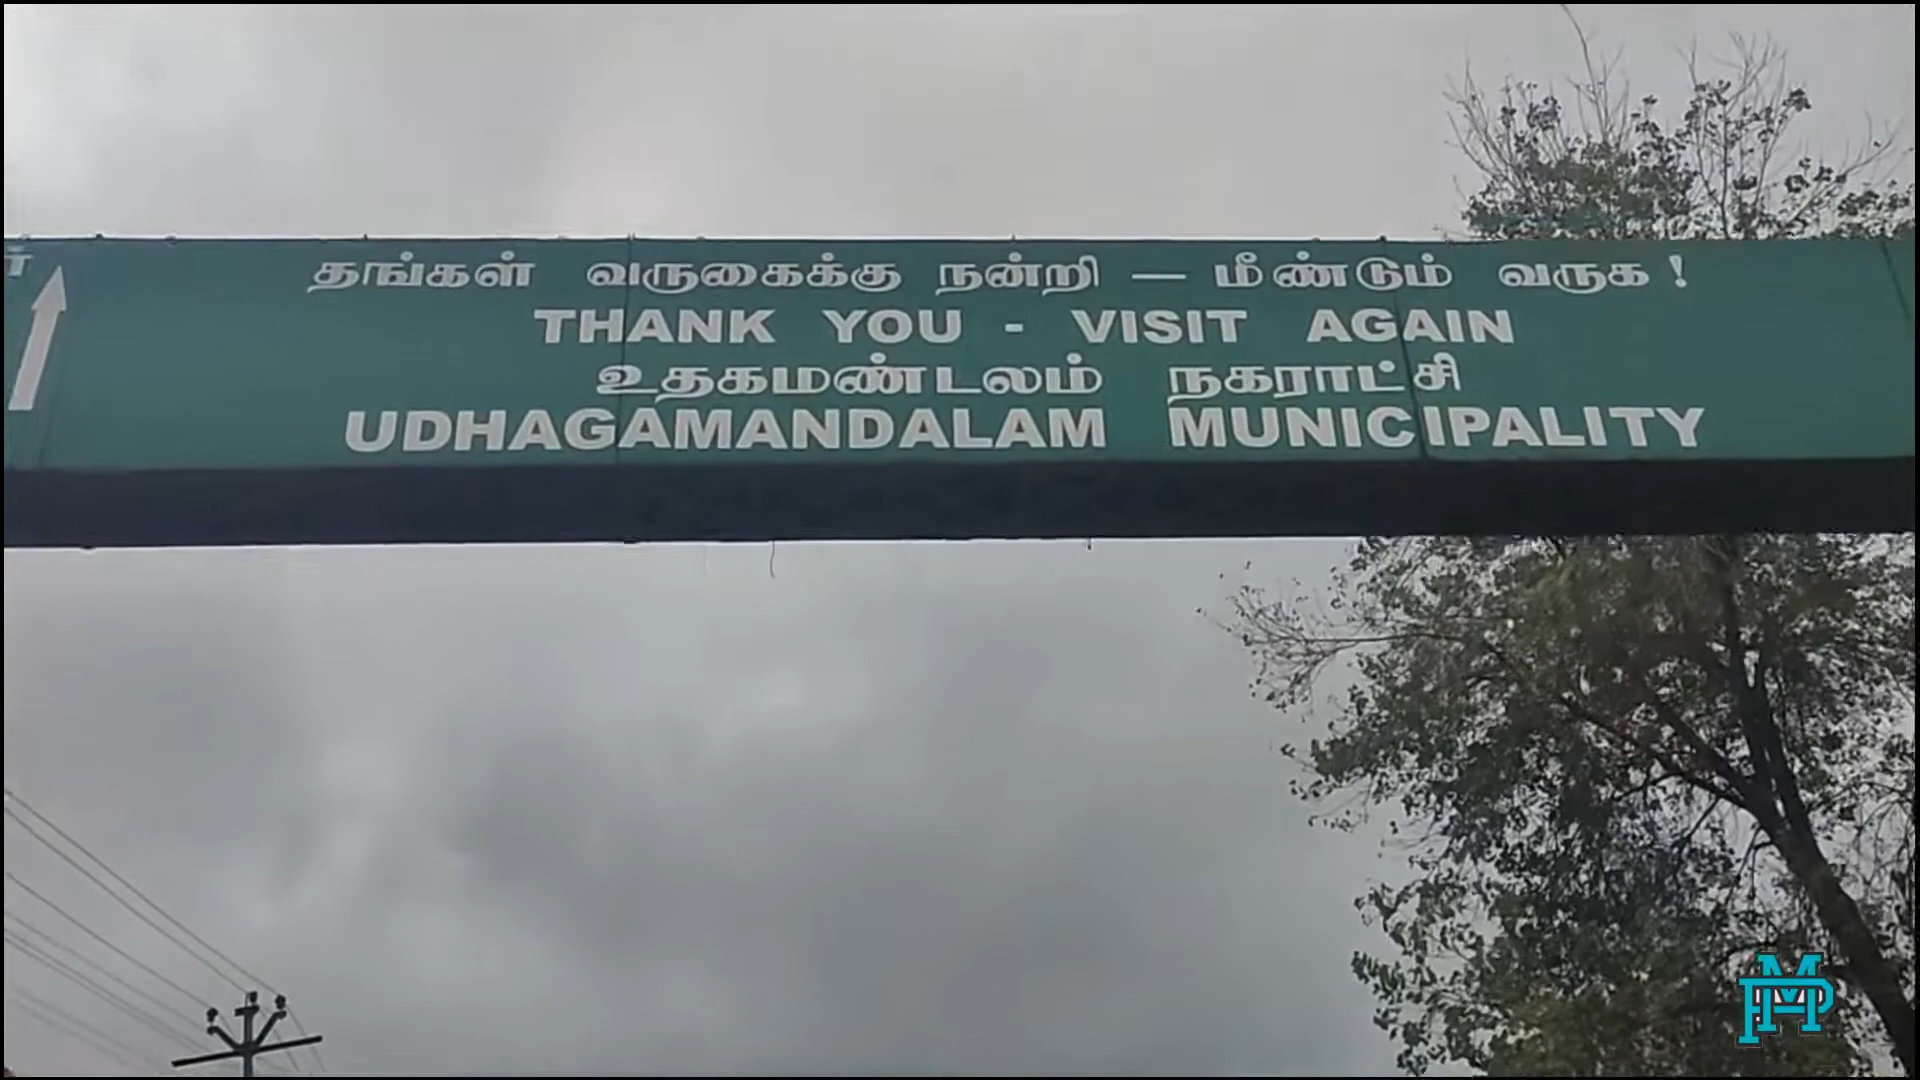 தங்கள் வருகைக்கு நன்றி — மீண்டும் வருக !
THANK YOU - VISIT AGAIN
உதகமண்டலம் நகராட்சி
UDHAGAMANDALAM MUNICIPALITY